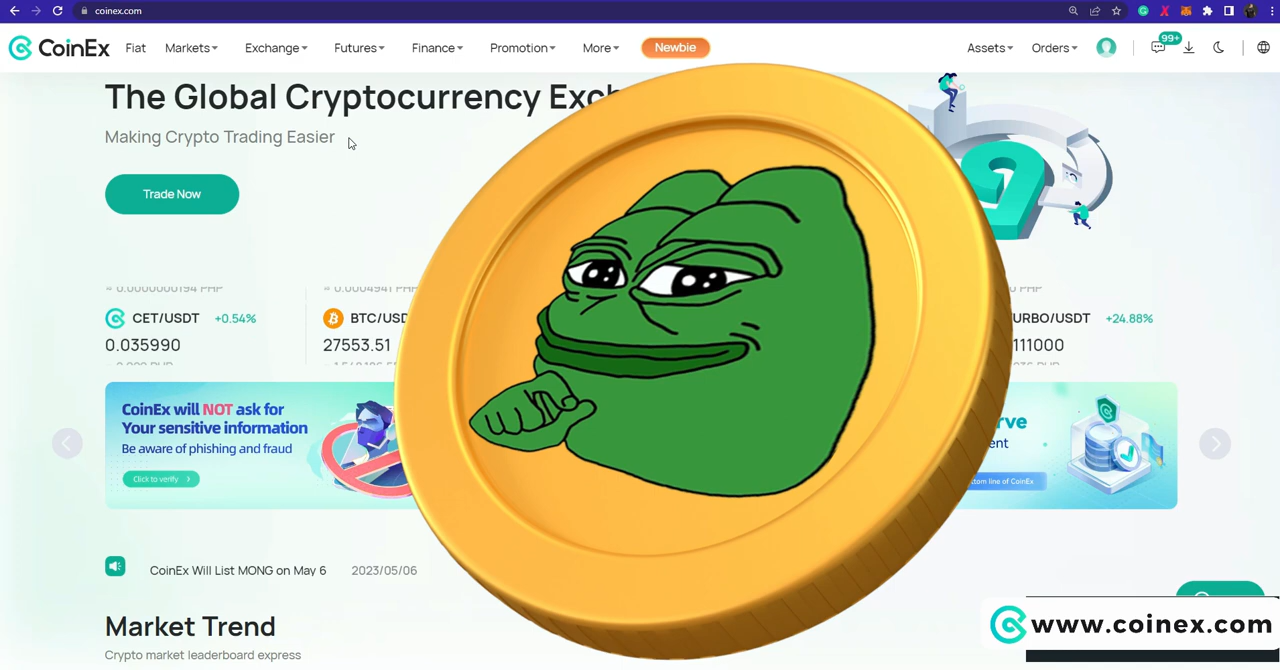 coinex.com
CoinEx Fiat Markets Exchange Futures Finance Promotion More Newbie Assets Orders 99+
The Global Cryptocurrency
Making Crypto Trading Easier
Trade Now
CET/USDT +0.54%
0.035990
BTC/USD
27553.51
URBO/USDT +24.88%
111000
CoinEx will NOT ask for
Your sensitive information
Be aware of phishing and fraud
Click to verify
CoinEx Will List MONG on May 6 2023/05/06
Market Trend
Crypto market leaderboard express
www.coinex.com